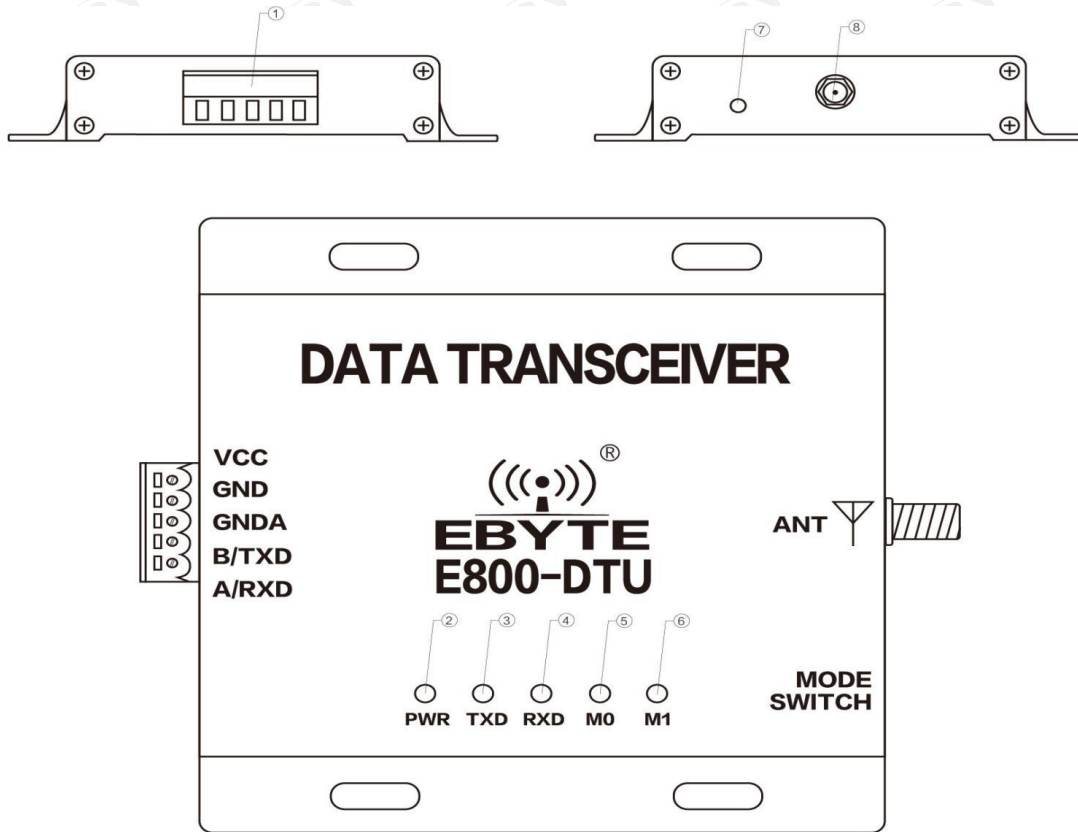 ①
⑦
⑧
DATA TRANSCEIVER
VCC
GND
GNDA
B/TXD
A/RXD
®
EBYTE
E800-DTU
ANT
② ③ ④ ⑤ ⑥
PWR TXD RXD M0 M1
MODE
SWITCH